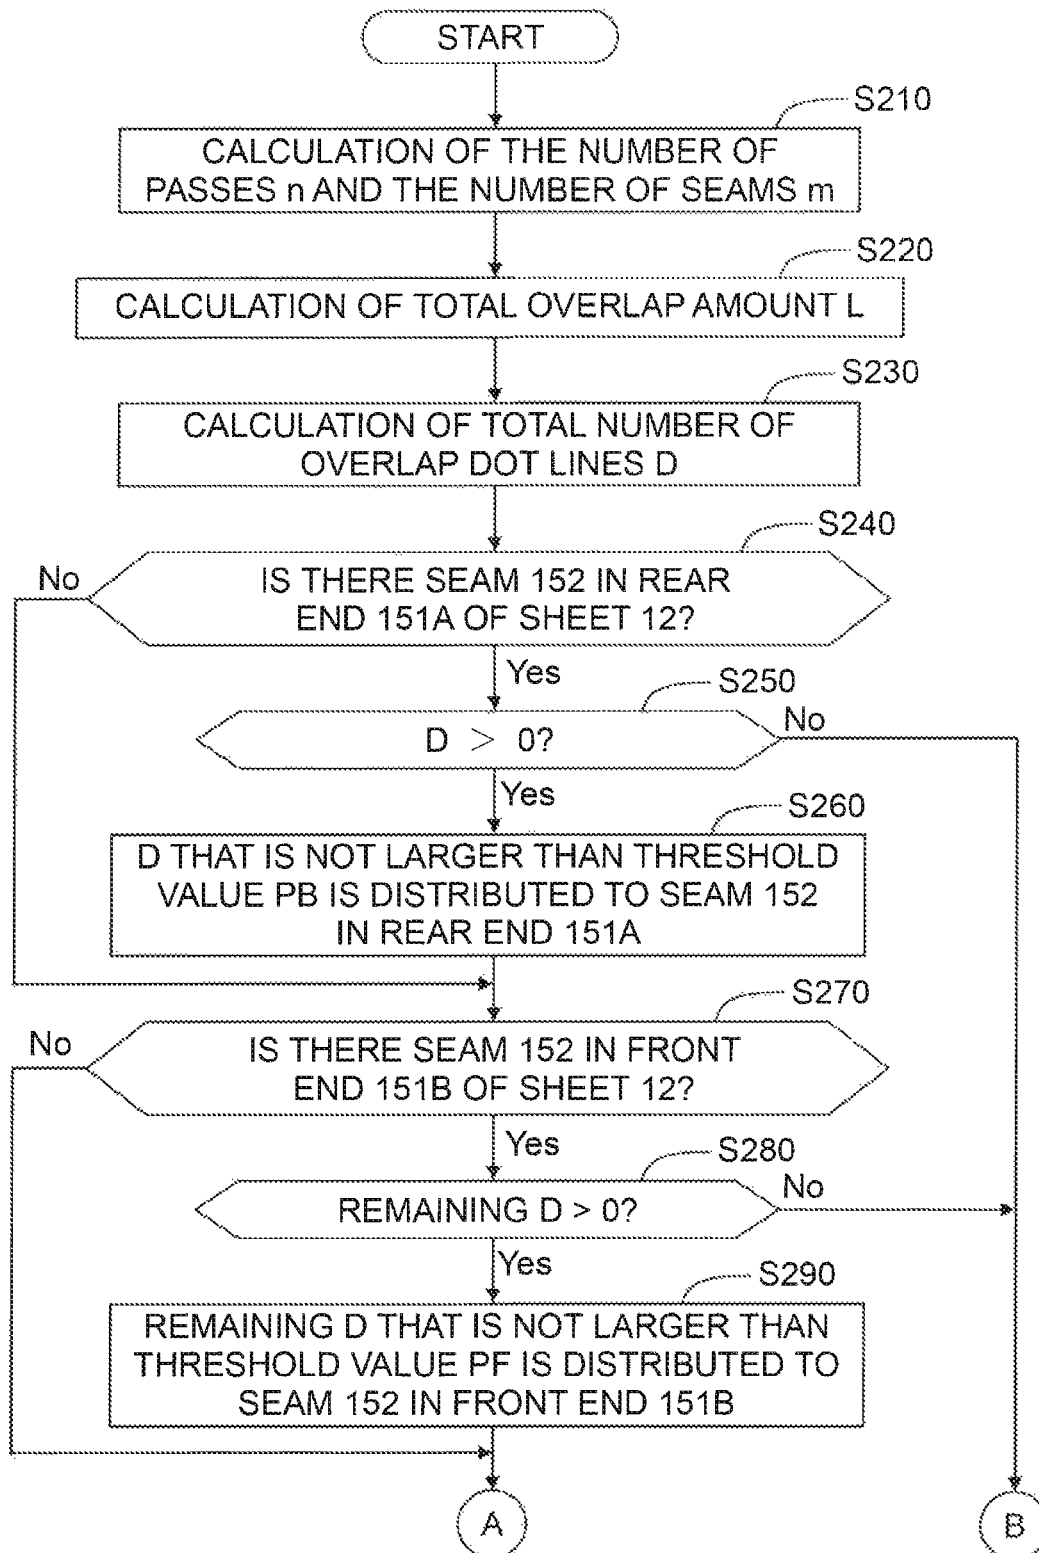 START
S210
CALCULATION OF THE NUMBER OF
PASSES n AND THE NUMBER OF SEAMS m
S220
CALCULATION OF TOTAL OVERLAP AMOUNT L
S230
CALCULATION OF TOTAL NUMBER OF
OVERLAP DOT LINES D
S240
No
IS THERE SEAM 152 IN REAR
END 151A OF SHEET 12?
Yes
S250
D > 0?
No
Yes
S260
D THAT IS NOT LARGER THAN THRESHOLD
VALUE PB IS DISTRIBUTED TO SEAM 152
IN REAR END 151A
S270
No
IS THERE SEAM 152 IN FRONT
END 151B OF SHEET 12?
Yes
S280
REMAINING D > 0?
No
Yes
S290
REMAINING D THAT IS NOT LARGER THAN
THRESHOLD VALUE PF IS DISTRIBUTED TO
SEAM 152 IN FRONT END 151B
A
B